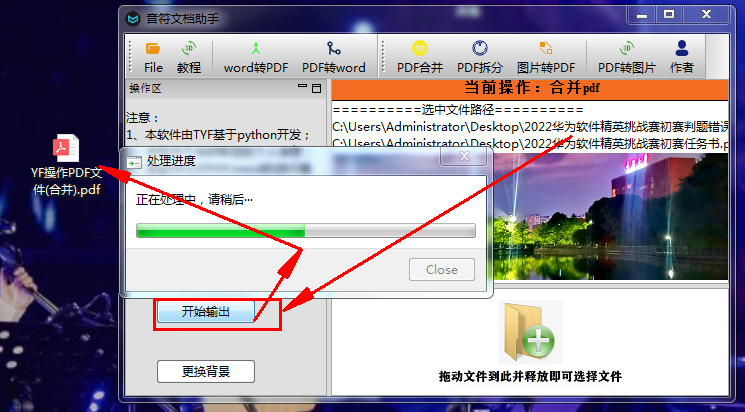 音符文档助手
File
教程
word转PDF
PDF转word
PDF合并
PDF拆分
图片转PDF
PDF转图片
作者
操作区
当前操作：合并pdf
==========选中文件路径==========
注意：
C:\Users\Administrator\Desktop\2022华为软件精英挑战赛初赛判题错误
1、本软件由TYF基于python开发；
C:\Users\Administrator\Desktop\2022华为软件精英挑战赛初赛任务书.p
处理进度
YF操作PDF文
件(合并).pdf
正在处理中，请稍后…
Close
开始输出
更换背景
拖动文件到此并释放即可选择文件